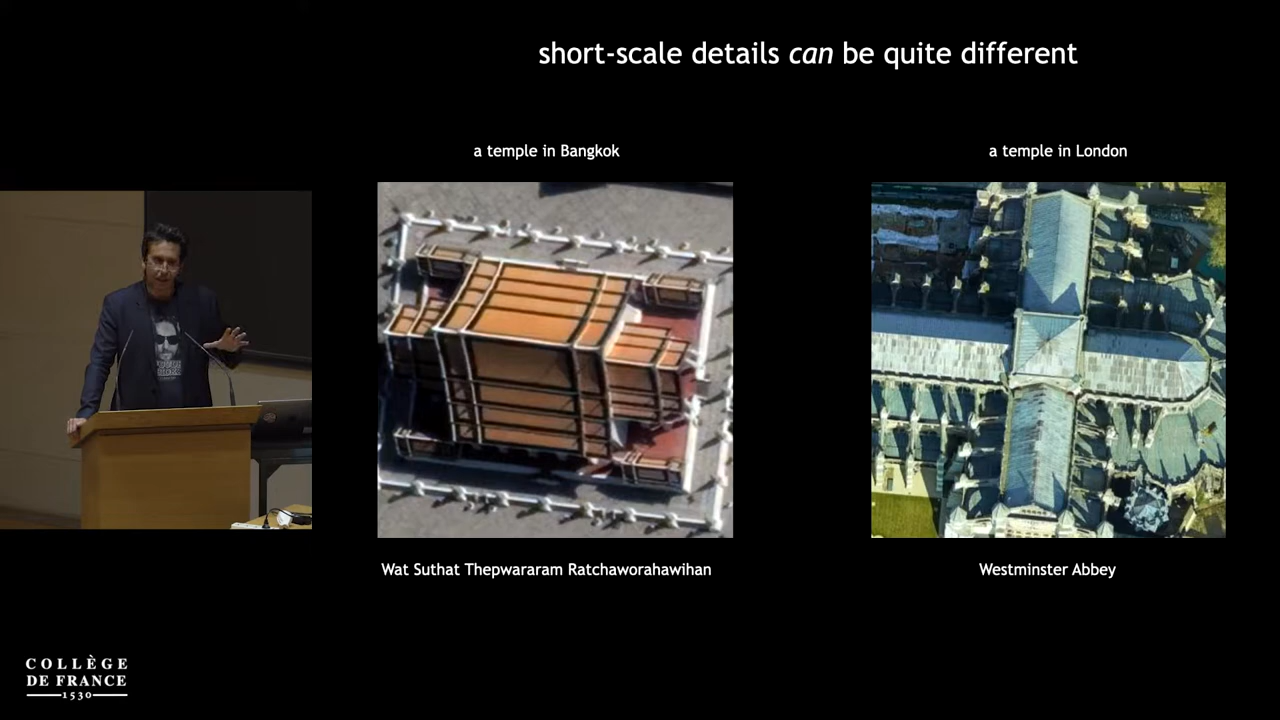 short-scale details can be quite different
a temple in Bangkok
a temple in London
Wat Suthat Thepwararam Ratchaworahawihan
Westminster Abbey
COLLÈGE
DE FRANCE
1530